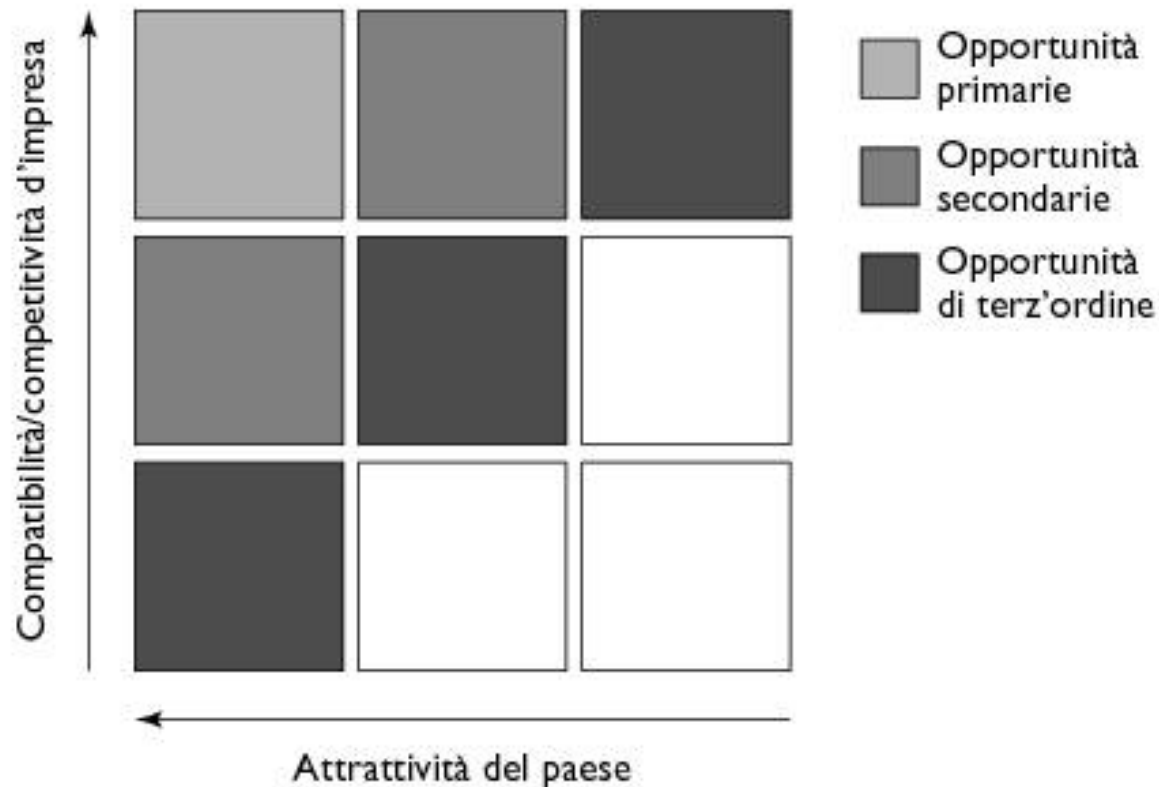 Compatibilità/competitività d'impresa
Opportunità
primarie
Opportunità
secondarie
Opportunità
di terz'ordine
Attrattività del paese